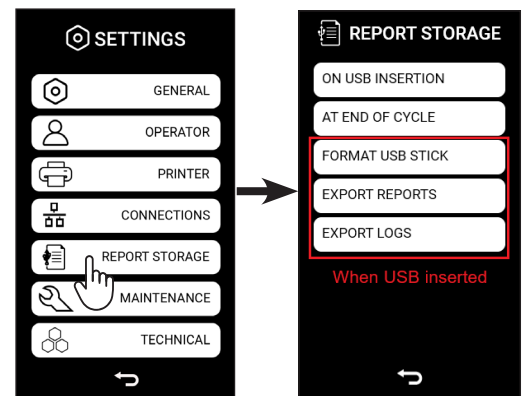 SETTINGS
GENERAL
OPERATOR
PRINTER
CONNECTIONS
REPORT STORAGE
MAINTENANCE
TECHNICAL
REPORT STORAGE
ON USB INSERTION
AT END OF CYCLE
FORMAT USB STICK
EXPORT REPORTS
EXPORT LOGS
When USB inserted